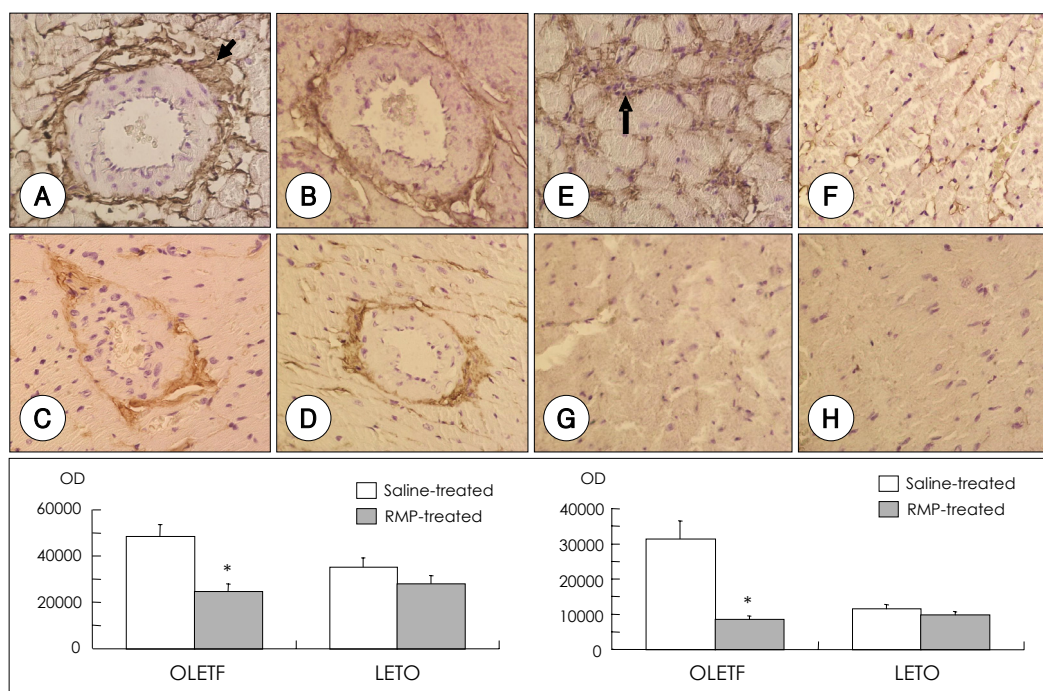 A
B
E
F
C
D
G
H
OD
Saline-treated
RMP-treated
60000
40000
20000
0
*
OLETF
LETO
OD
Saline-treated
RMP-treated
40000
30000
20000
10000
0
*
OLETF
LETO